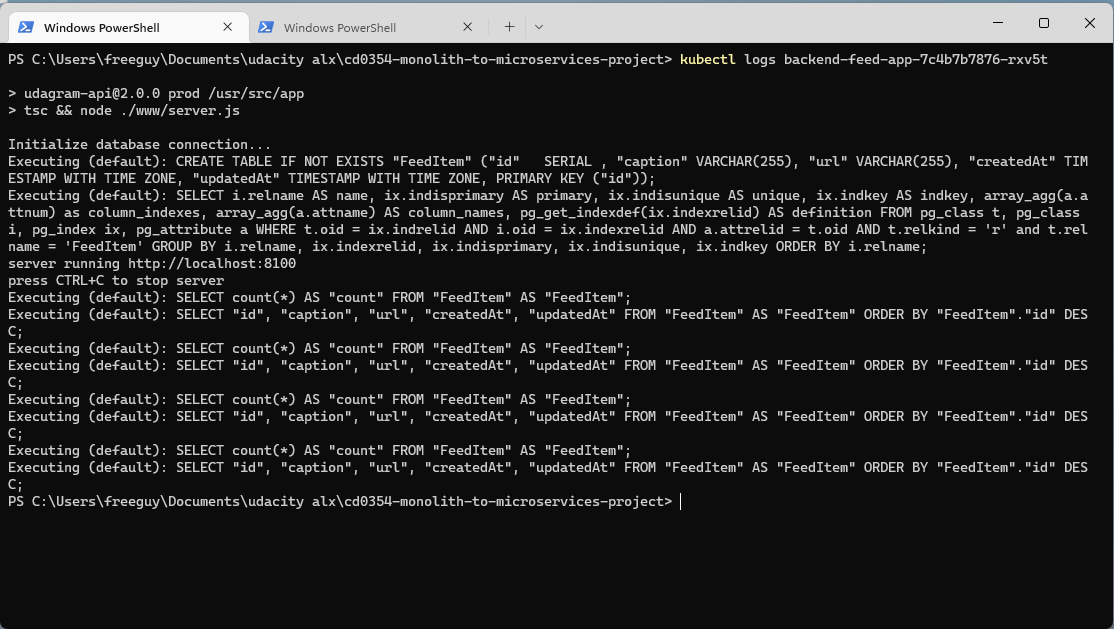 Windows PowerShell
Windows PowerShell
PS C:\Users\freeguy\Documents\udacity alx\cd0354-monolith-to-microservices-project> kubectl logs backend-feed-app-7c4b7b7876-rxv5t
> udagram-api@2.0.0 prod /usr/src/app
> tsc && node ./www/server.js
Initialize database connection...
Executing (default): CREATE TABLE IF NOT EXISTS "FeedItem" ("id"   SERIAL , "caption" VARCHAR(255), "url" VARCHAR(255), "createdAt" TIM
ESTAMP WITH TIME ZONE, "updatedAt" TIMESTAMP WITH TIME ZONE, PRIMARY KEY ("id"));
Executing (default): SELECT i.relname AS name, ix.indisprimary AS primary, ix.indisunique AS unique, ix.indkey AS indkey, array_agg(a.a
ttnum) as column_indexes, array_agg(a.attname) AS column_names, pg_get_indexdef(ix.indexrelid) AS definition FROM pg_class t, pg_class
i, pg_index ix, pg_attribute a WHERE t.oid = ix.indrelid AND i.oid = ix.indexrelid AND a.attrelid = t.oid AND t.relkind = 'r' and t.rel
name = 'FeedItem' GROUP BY i.relname, ix.indexrelid, ix.indisprimary, ix.indisunique, ix.indkey ORDER BY i.relname;
server running http://localhost:8100
press CTRL+C to stop server
Executing (default): SELECT count(*) AS "count" FROM "FeedItem" AS "FeedItem";
Executing (default): SELECT "id", "caption", "url", "createdAt", "updatedAt" FROM "FeedItem" AS "FeedItem" ORDER BY "FeedItem"."id" DES
C;
Executing (default): SELECT count(*) AS "count" FROM "FeedItem" AS "FeedItem";
Executing (default): SELECT "id", "caption", "url", "createdAt", "updatedAt" FROM "FeedItem" AS "FeedItem" ORDER BY "FeedItem"."id" DES
C;
Executing (default): SELECT count(*) AS "count" FROM "FeedItem" AS "FeedItem";
Executing (default): SELECT "id", "caption", "url", "createdAt", "updatedAt" FROM "FeedItem" AS "FeedItem" ORDER BY "FeedItem"."id" DES
C;
Executing (default): SELECT count(*) AS "count" FROM "FeedItem" AS "FeedItem";
Executing (default): SELECT "id", "caption", "url", "createdAt", "updatedAt" FROM "FeedItem" AS "FeedItem" ORDER BY "FeedItem"."id" DES
C;
PS C:\Users\freeguy\Documents\udacity alx\cd0354-monolith-to-microservices-project>